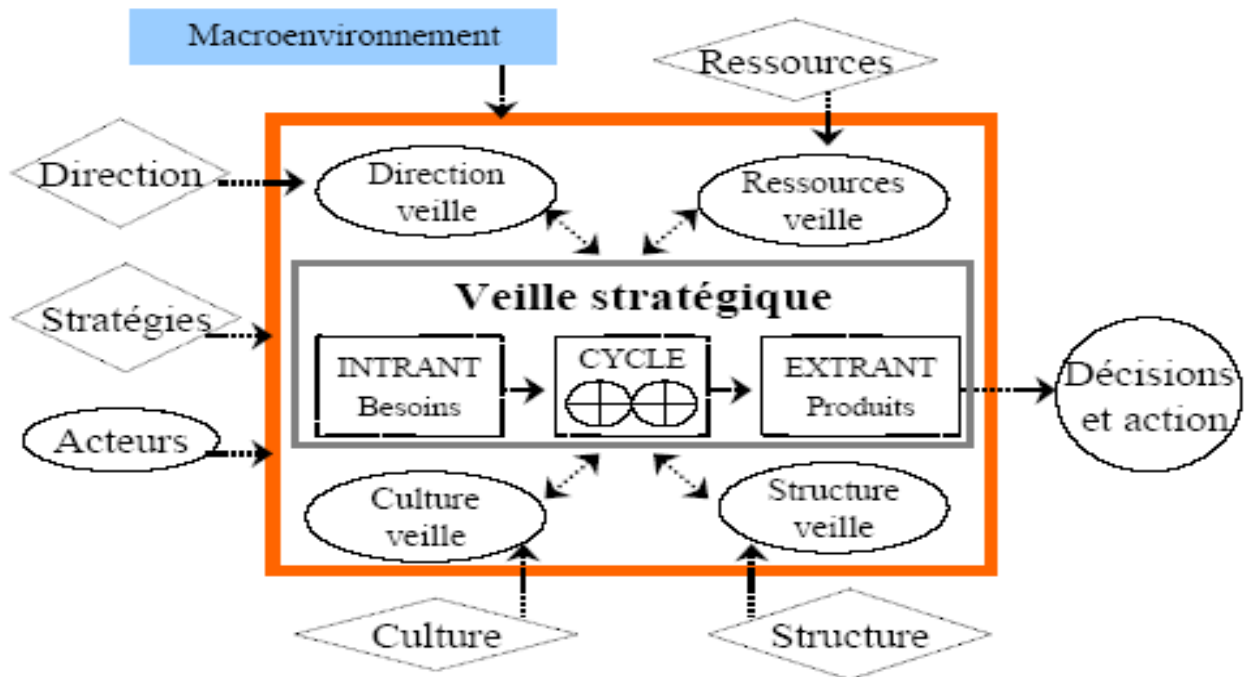 Macroenvironnement
Ressources
Direction
Direction
veille
Ressources
veille
Stratégies
Veille stratégique
INTRANT
Besoins
CYCLE
EXTRANT
Produits
Décisions
et action
Acteurs
Culture
veille
Structure
veille
Culture
Structure